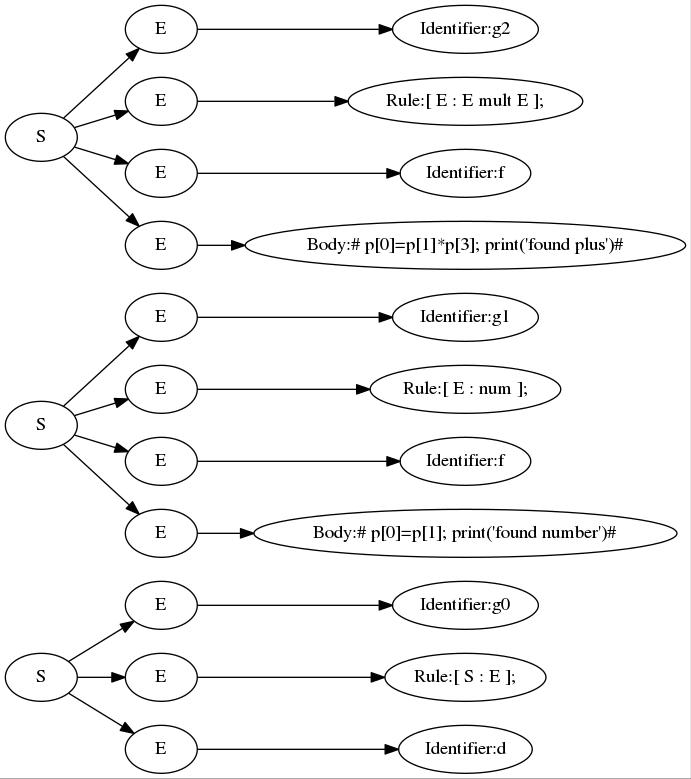 E
Identifier:g2
E
Rule:[ E : E mult E ];
S
E
Identifier:f
E
Body:# p[0]=p[1]*p[3]; print('found plus')#
E
Identifier:g1
E
Rule:[ E : num ];
S
E
Identifier:f
E
Body:# p[0]=p[1]; print('found number')#
E
Identifier:g0
S
E
Rule:[ S : E ];
E
Identifier:d